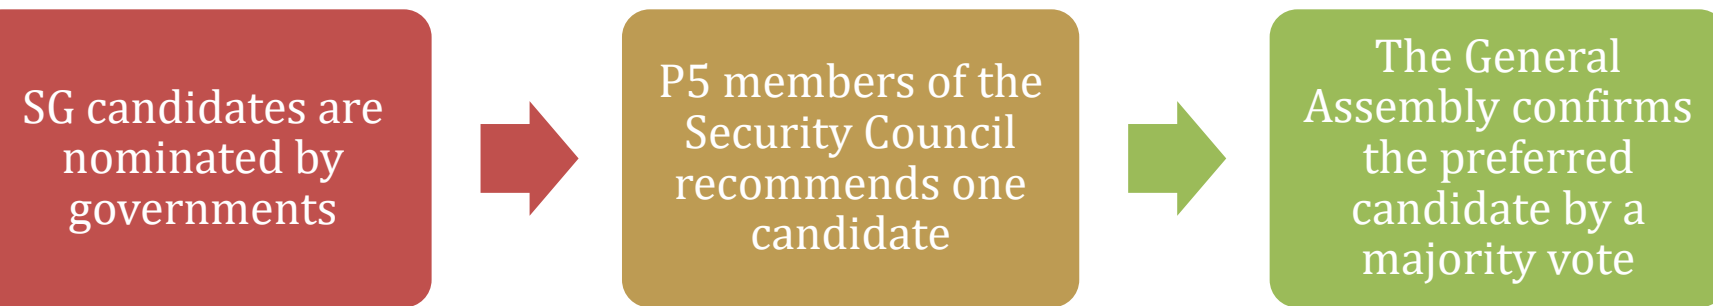 SG candidates are
nominated by
governments
P5 members of the
Security Council
recommends one
candidate
The General
Assembly confirms
the preferred
candidate by a
majority vote